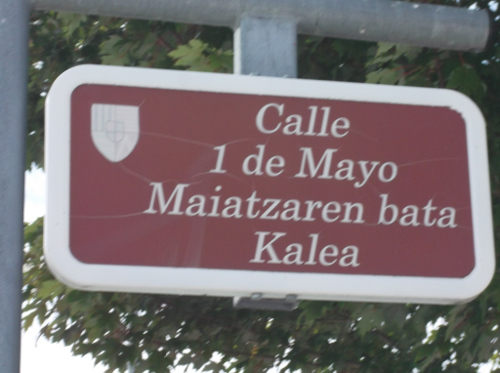 Calle
1 de Mayo
Maiatzaren bata
Kalea